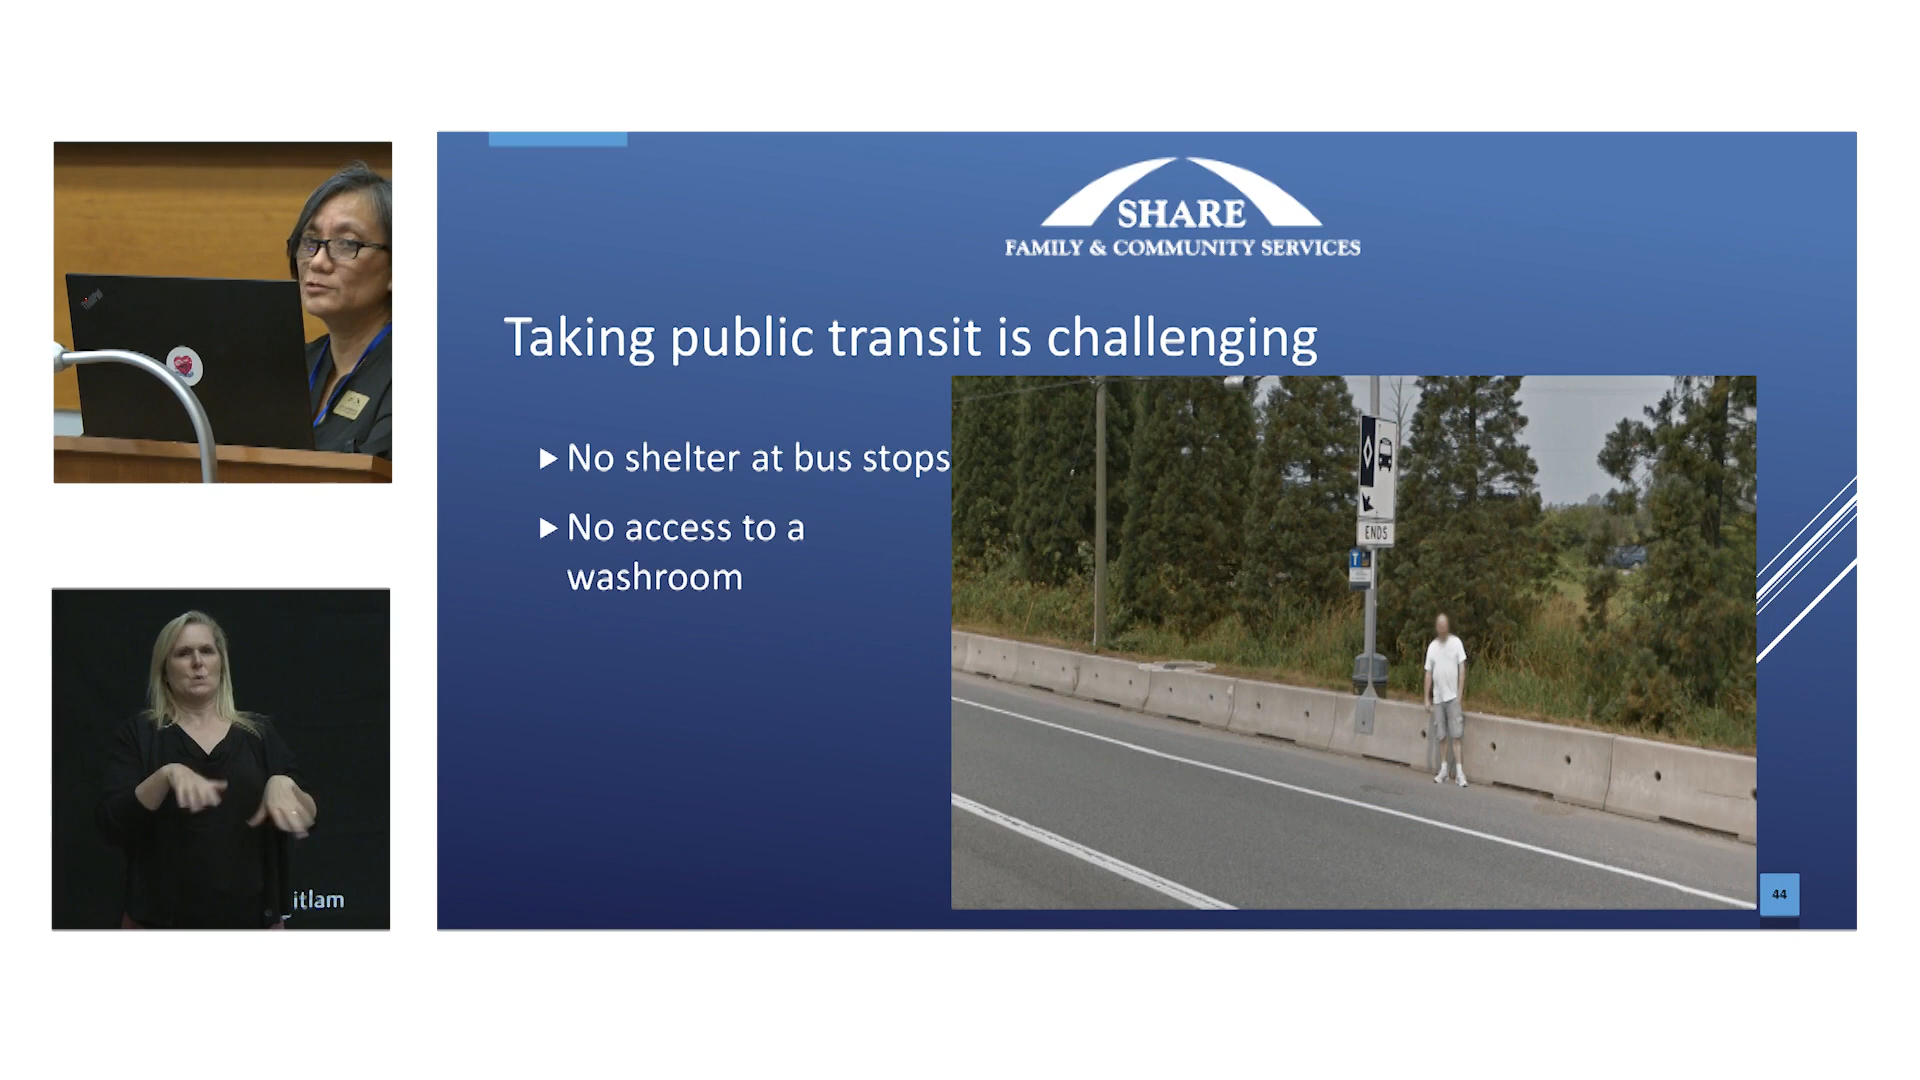 SHARE
FAMILY & COMMUNITY SERVICES
Taking public transit is challenging
No shelter at bus stops
No access to a
washroom
ENDS
T
44
ThinkPad
itlam